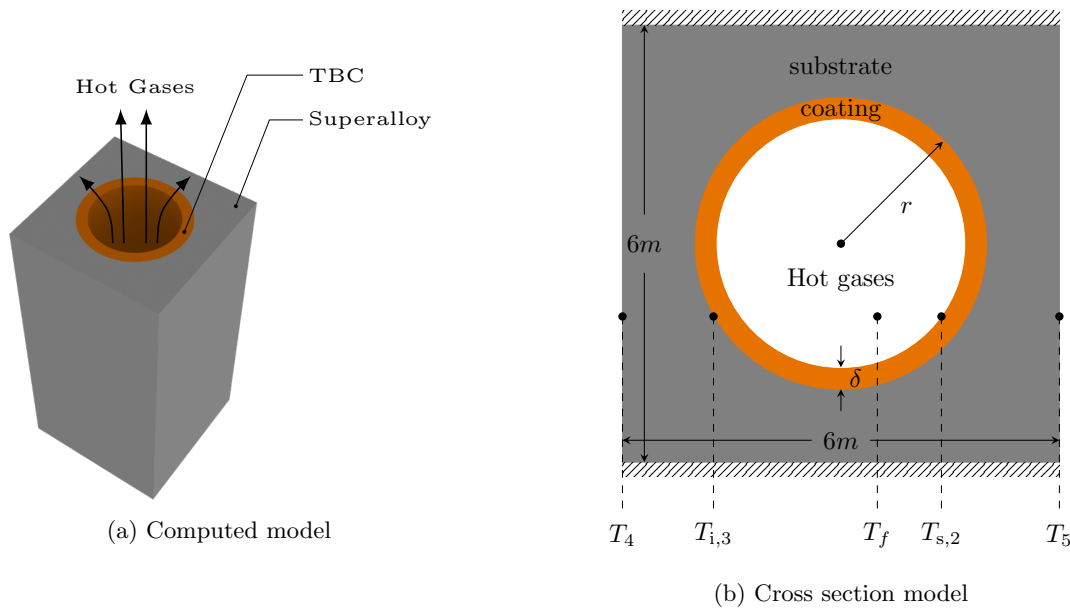 Hot Gases
TBC
Superalloy
(a) Computed model
substrate
coating
r
6m
Hot gases
δ
6m
T4
Ti,3
Tf
Ts,2
T5
(b) Cross section model